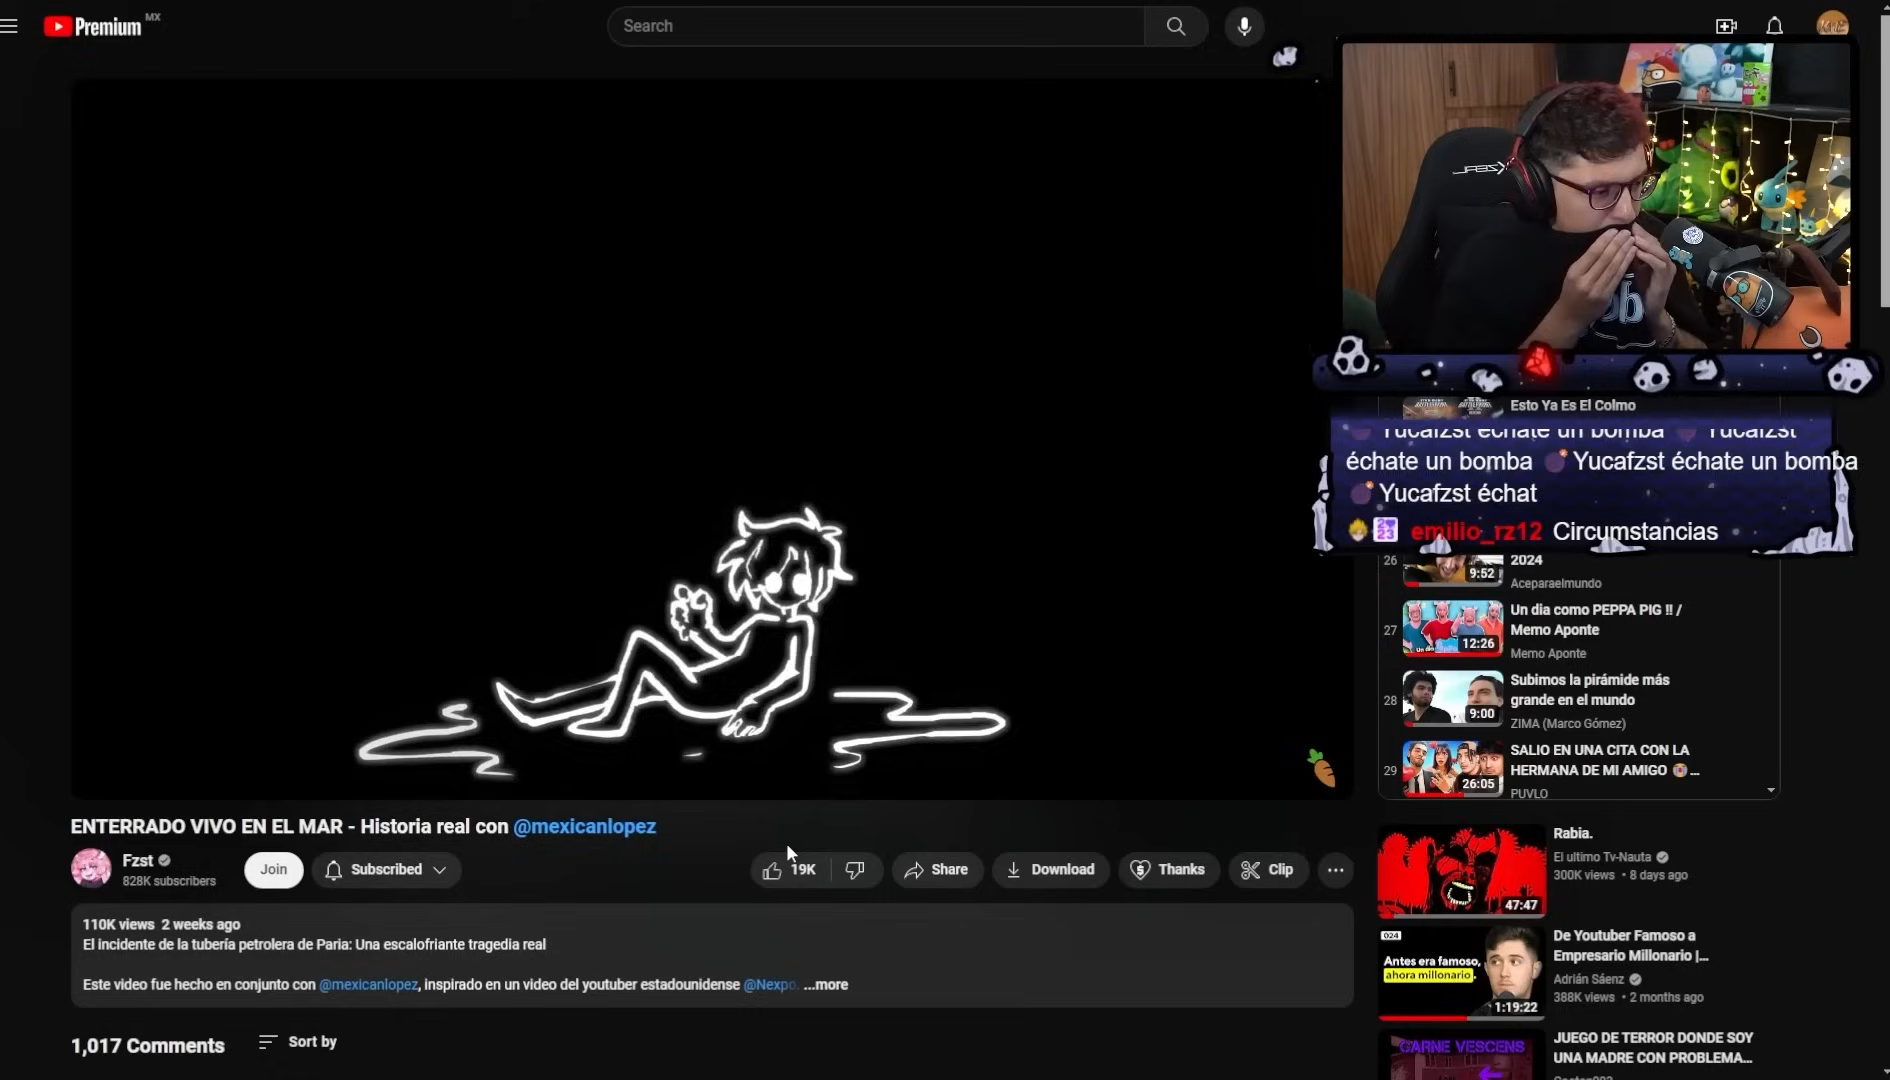 Premium MX
Search
Esto Ya Es El Colmo
Yucafzst échate un bomba Yucafzst
échate un bomba Yucafzst échate un bomba
Yucafzst échat
emilio_rz12 Circumstancias
26
9:52
2024
Aceparaelmundo
27
12:26
Un dia como PEPPA PIG !! /
Memo Aponte
Memo Aponte
28
9:00
Subimos la pirámide más
grande en el mundo
ZIMA (Marco Gómez)
29
26:05
SALIO EN UNA CITA CON LA
HERMANA DE MI AMIGO 😭...
PUVLO
ENTERRADO VIVO EN EL MAR - Historia real con @mexicanlopez
Fzst
828K subscribers
Join
Subscribed
19K
Share
Download
Thanks
Clip
110K views 2 weeks ago
El incidente de la tubería petrolera de Paria: Una escalofriante tragedia real
Este video fue hecho en conjunto con @mexicanlopez, inspirado en un video del youtuber estadounidense @Nexpo. ...more
1,017 Comments
Sort by
47:47
Rabia.
El ultimo Tv-Nauta
300K views • 8 days ago
024
Antes era famoso,
ahora millonario.
1:19:22
De Youtuber Famoso a
Empresario Millonario |...
Adrián Sáenz
388K views • 2 months ago
CARNE VESCENS
JUEGO DE TERROR DONDE SOY
UNA MADRE CON PROBLEMA...